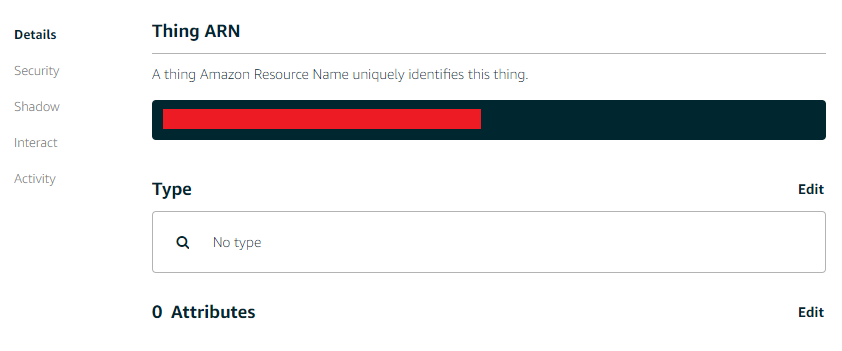 Details
Security
Shadow
Interact
Activity
Thing ARN
A thing Amazon Resource Name uniquely identifies this thing.
Type
Edit
No type
0 Attributes
Edit